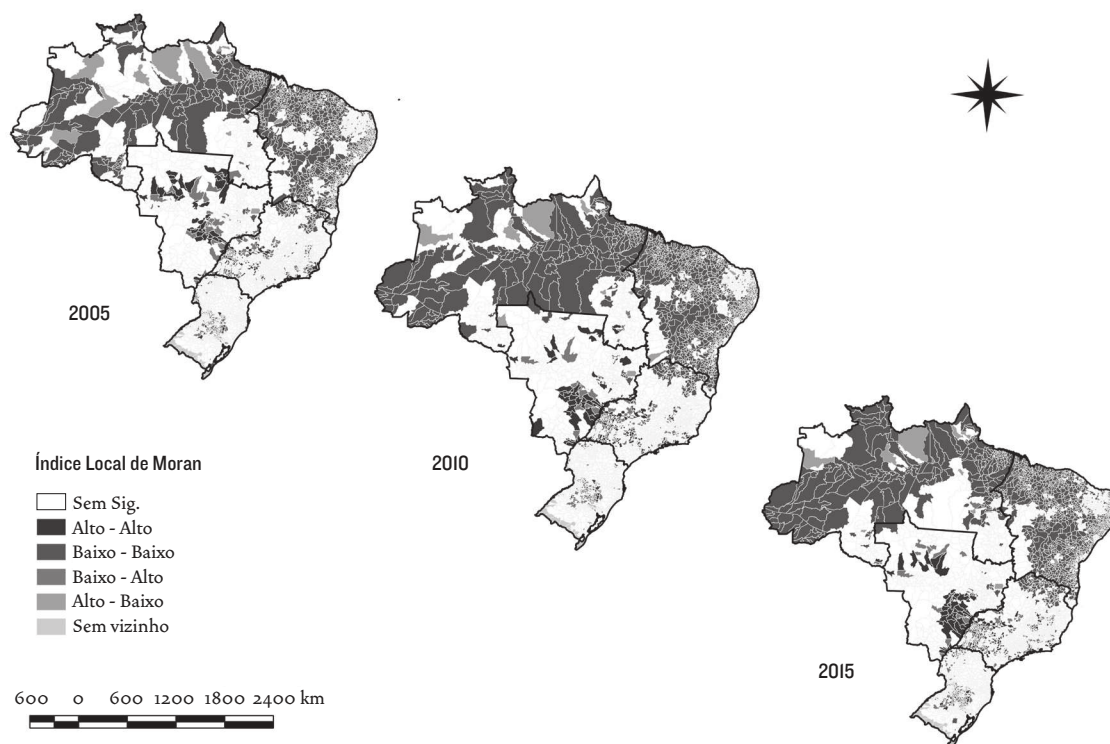 2005
2010
2015
Índice Local de Moran
Sem Sig.
Alto - Alto
Baixo - Baixo
Baixo - Alto
Alto - Baixo
Sem vizinho
600 0 600 1200 1800 2400 km